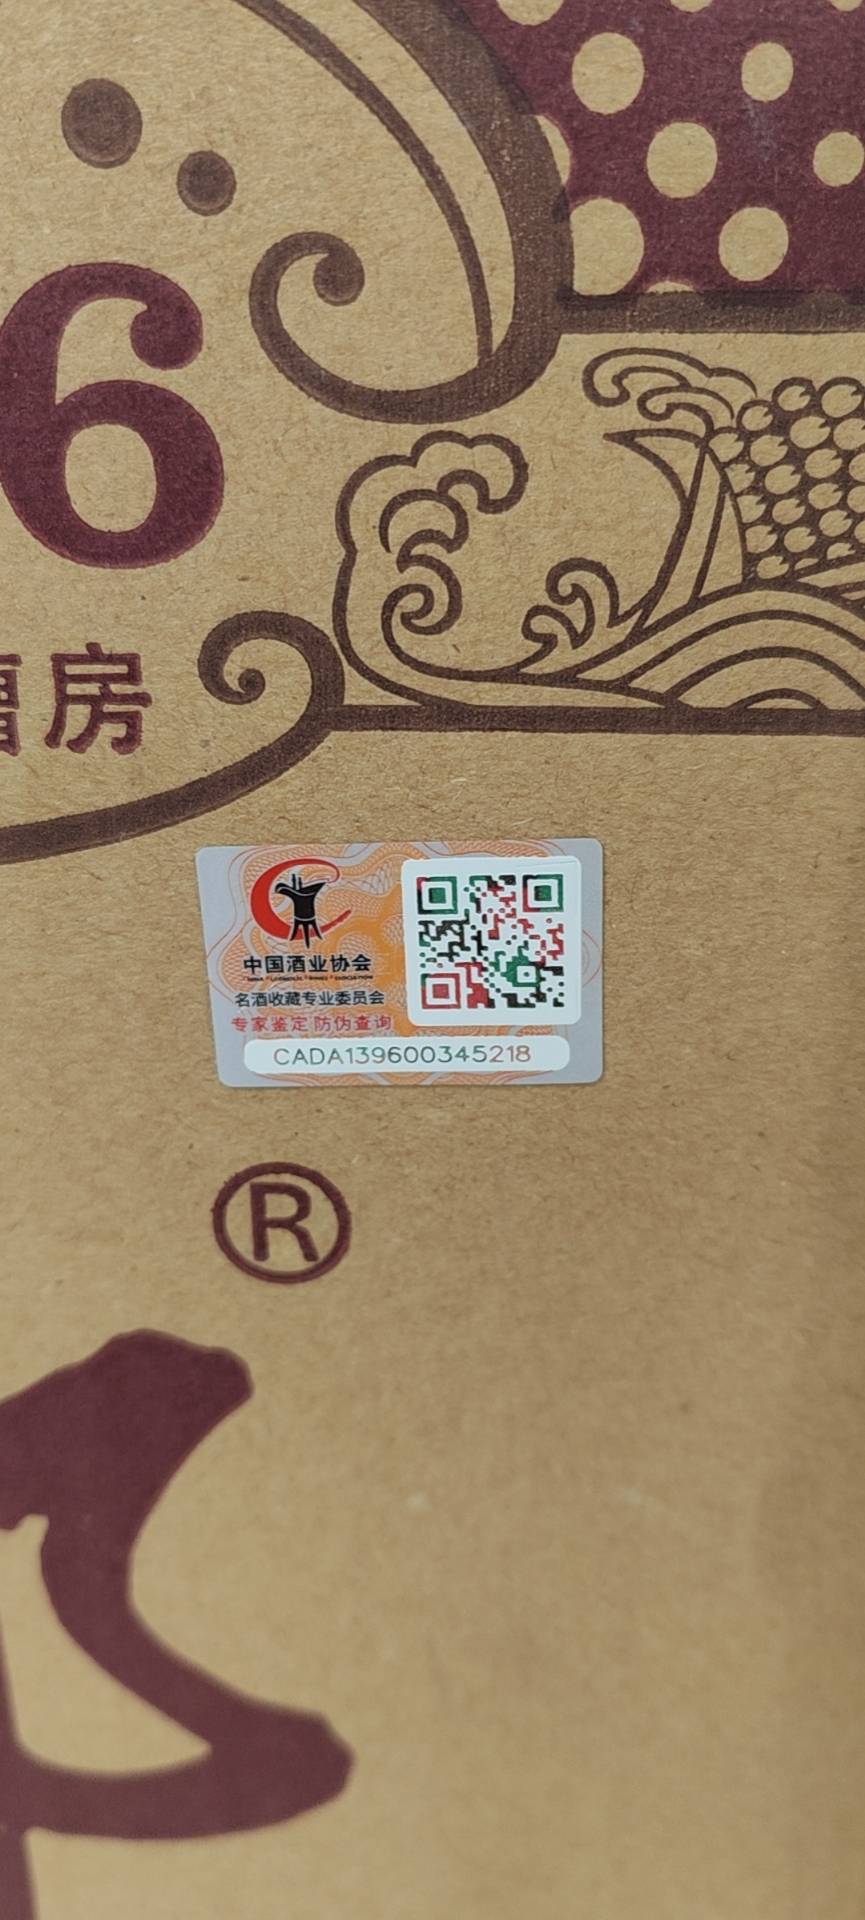 6
房
中国酒业协会
名酒收藏专业委员会
专家鉴定 防伪查询
CADA139600345218
®